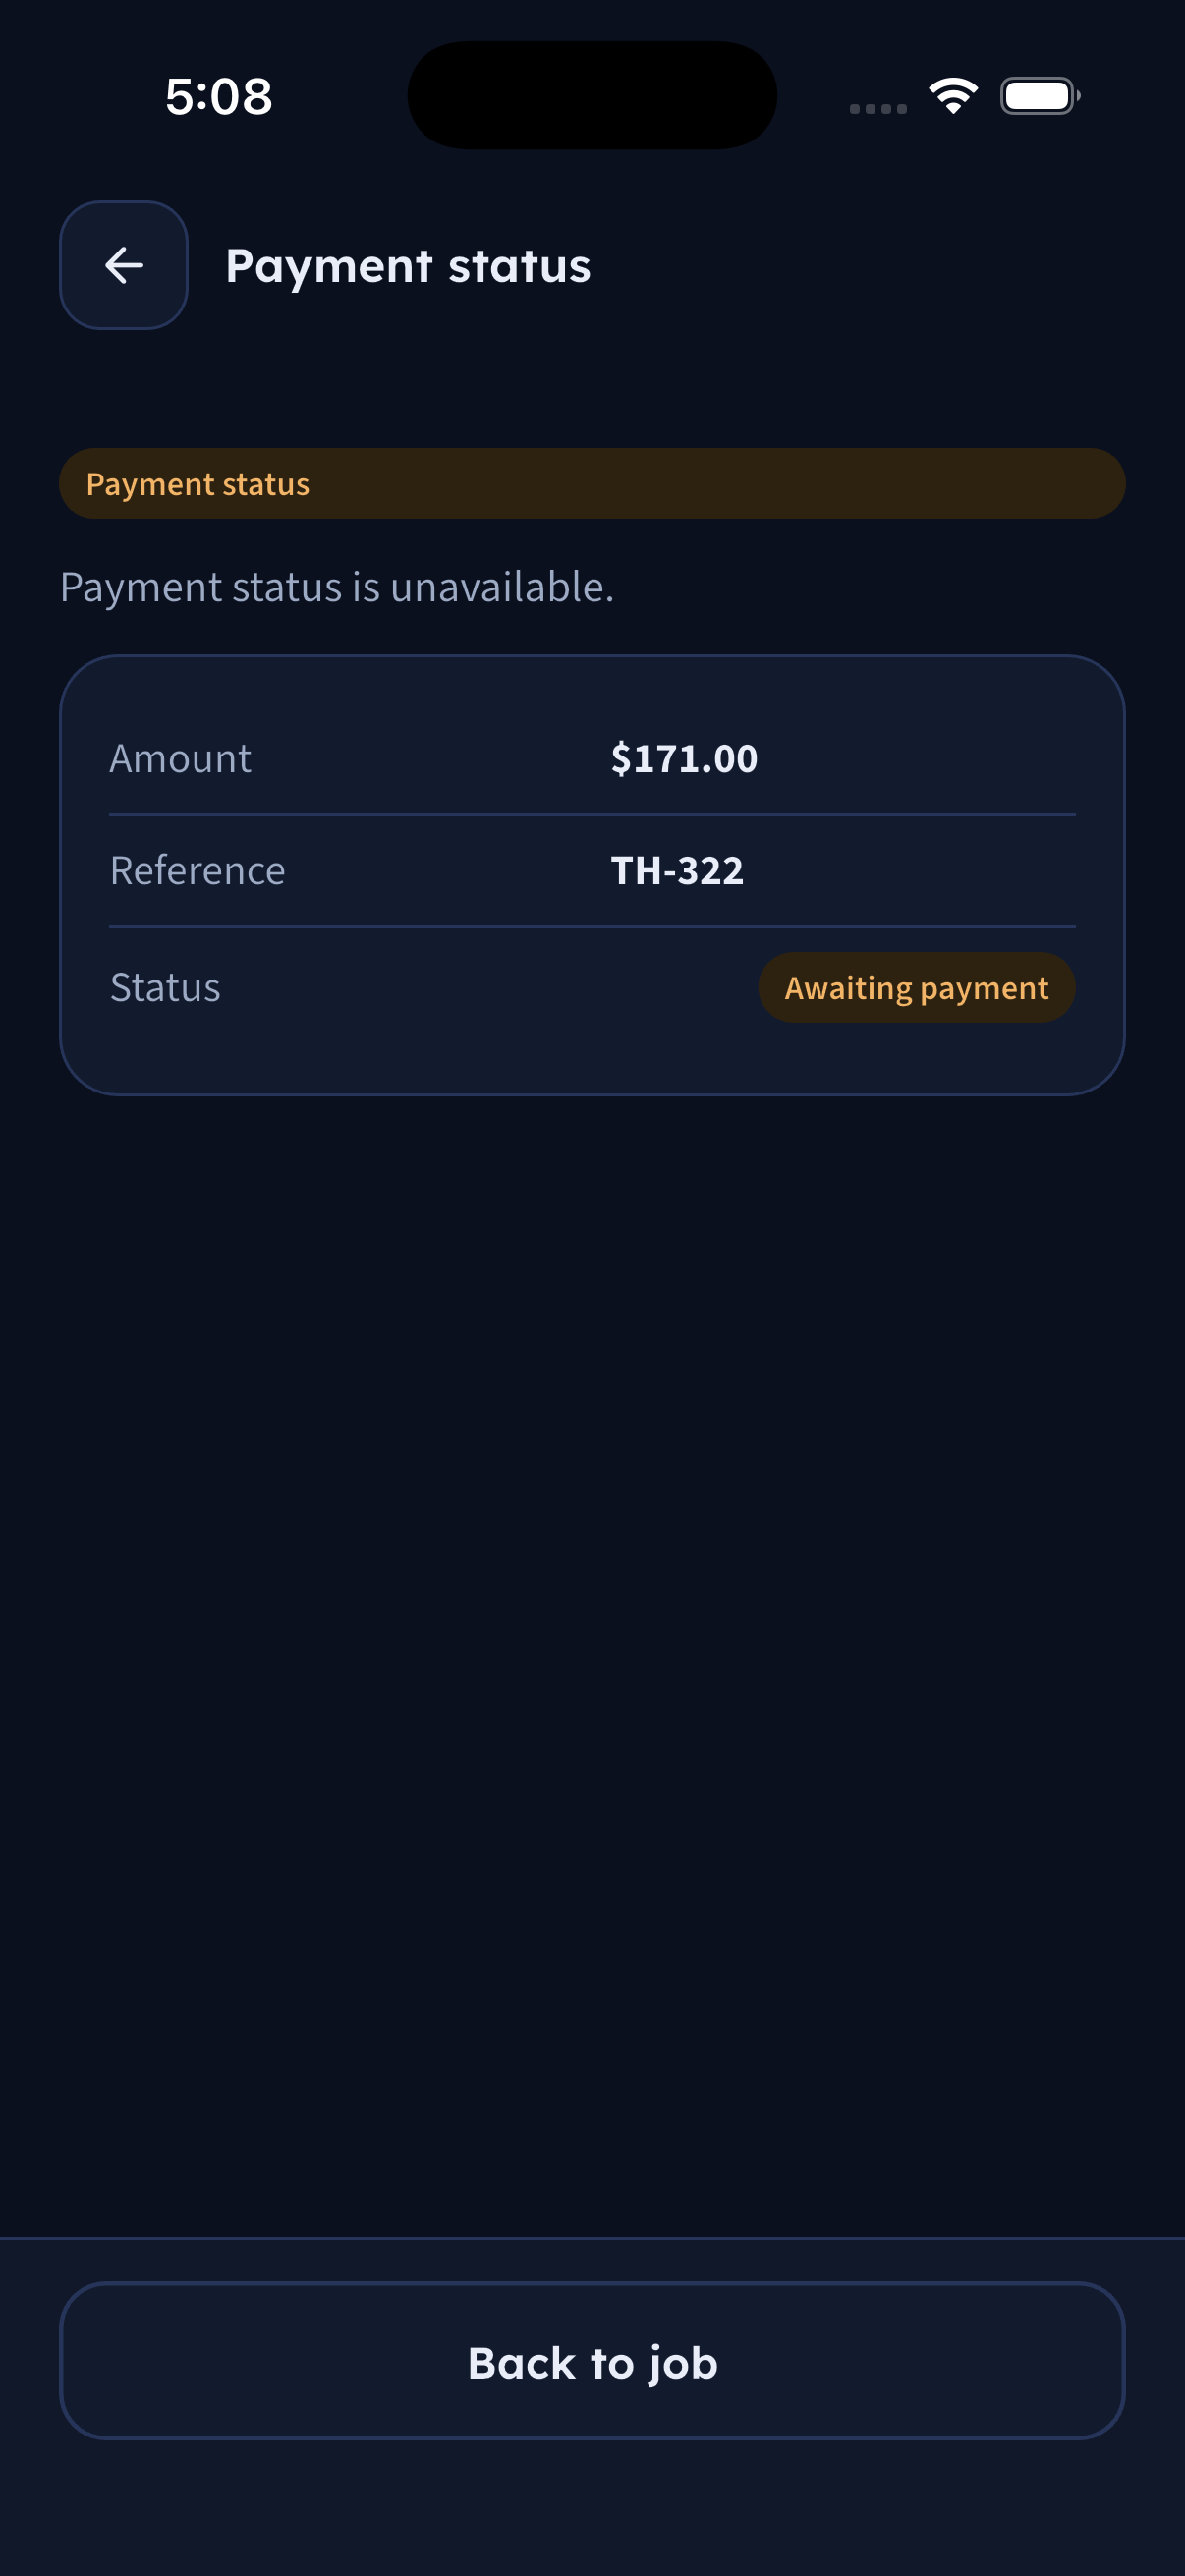 5:08
Payment status
Payment status
Payment status is unavailable.
Amount $171.00
Reference TH-322
Status Awaiting payment
Back to job